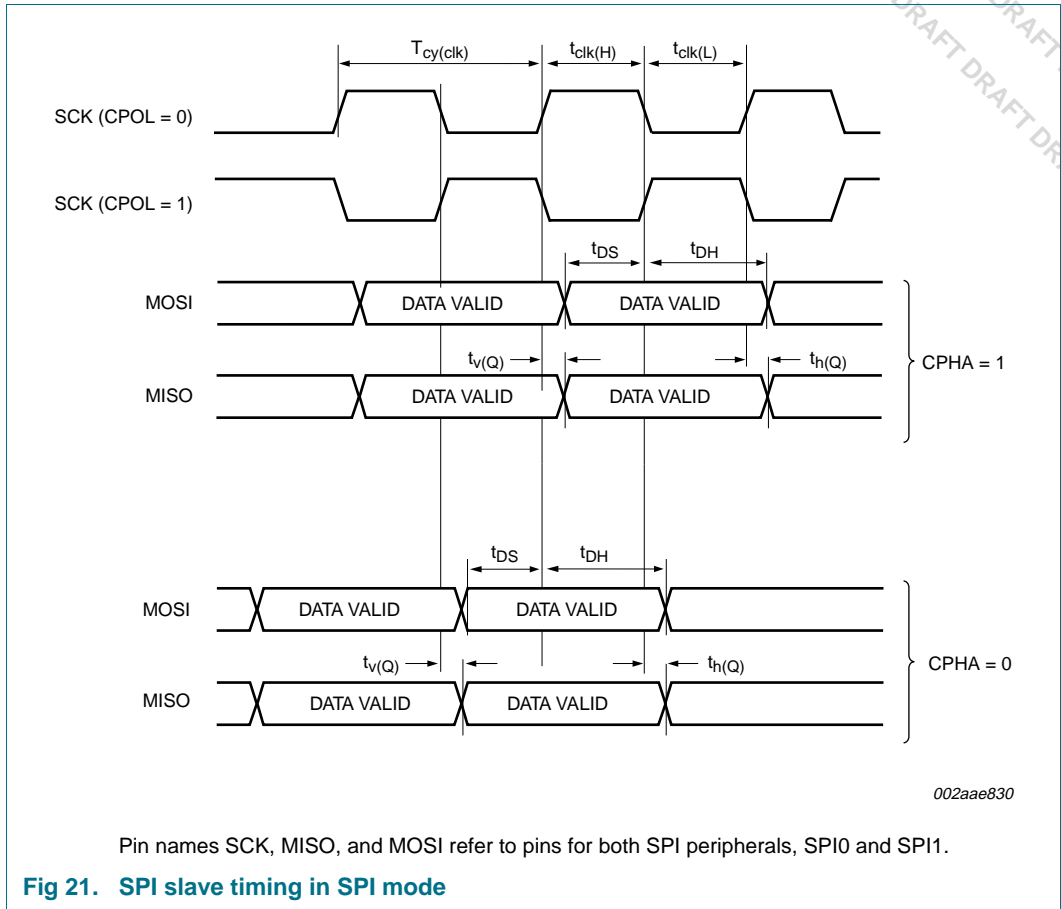 DRAFT DRAFT
DRAFT DRAFT DR
Tcy(clk) tclk(H) tclk(L)
SCK (CPOL = 0)
SCK (CPOL = 1)
tDS tDH
MOSI DATA VALID DATA VALID
tv(Q) th(Q)
CPHA = 1
MISO DATA VALID DATA VALID
tDS tDH
MOSI DATA VALID DATA VALID
tv(Q) th(Q)
CPHA = 0
MISO DATA VALID DATA VALID
002aae830
Pin names SCK, MISO, and MOSI refer to pins for both SPI peripherals, SPI0 and SPI1.
Fig 21. SPI slave timing in SPI mode